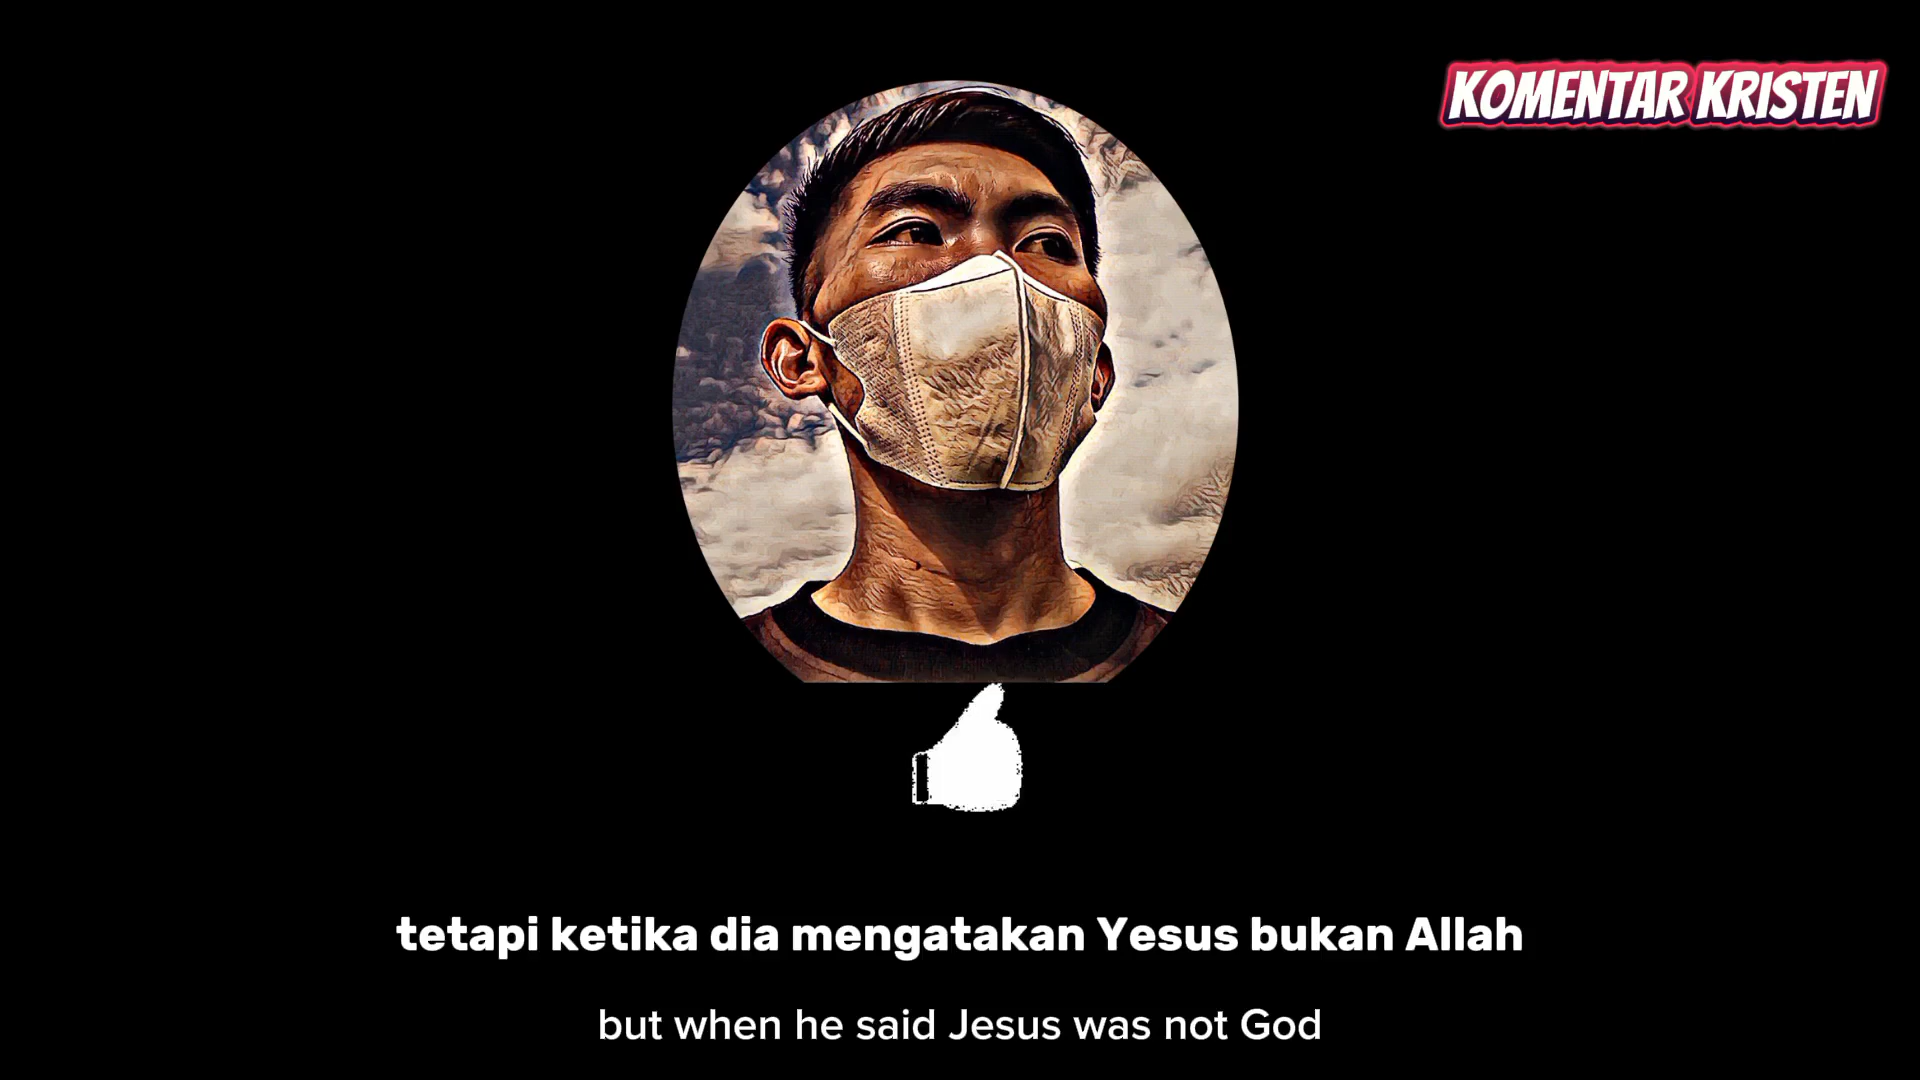 KOMENTAR KRISTEN
tetapi ketika dia mengatakan Yesus bukan Allah
but when he said Jesus was not God